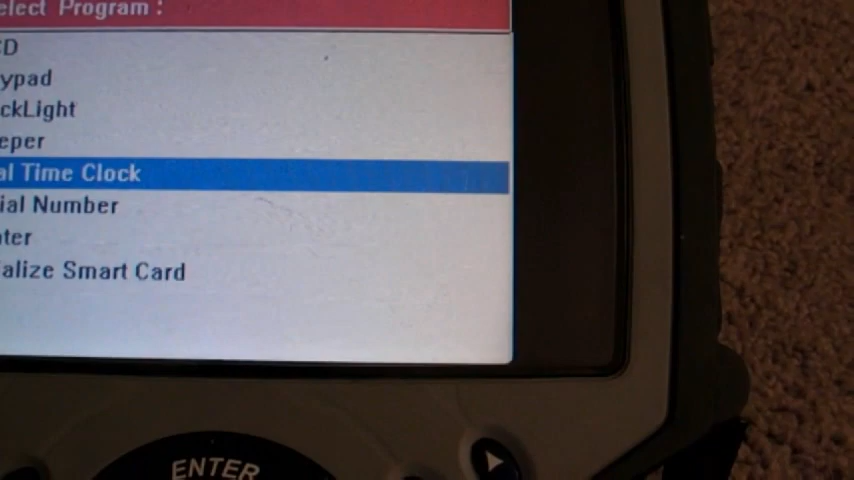 elect Program :
CD
ypad
ckLight
eper
al Time Clock
ial Number
nter
alize Smart Card
ENTER